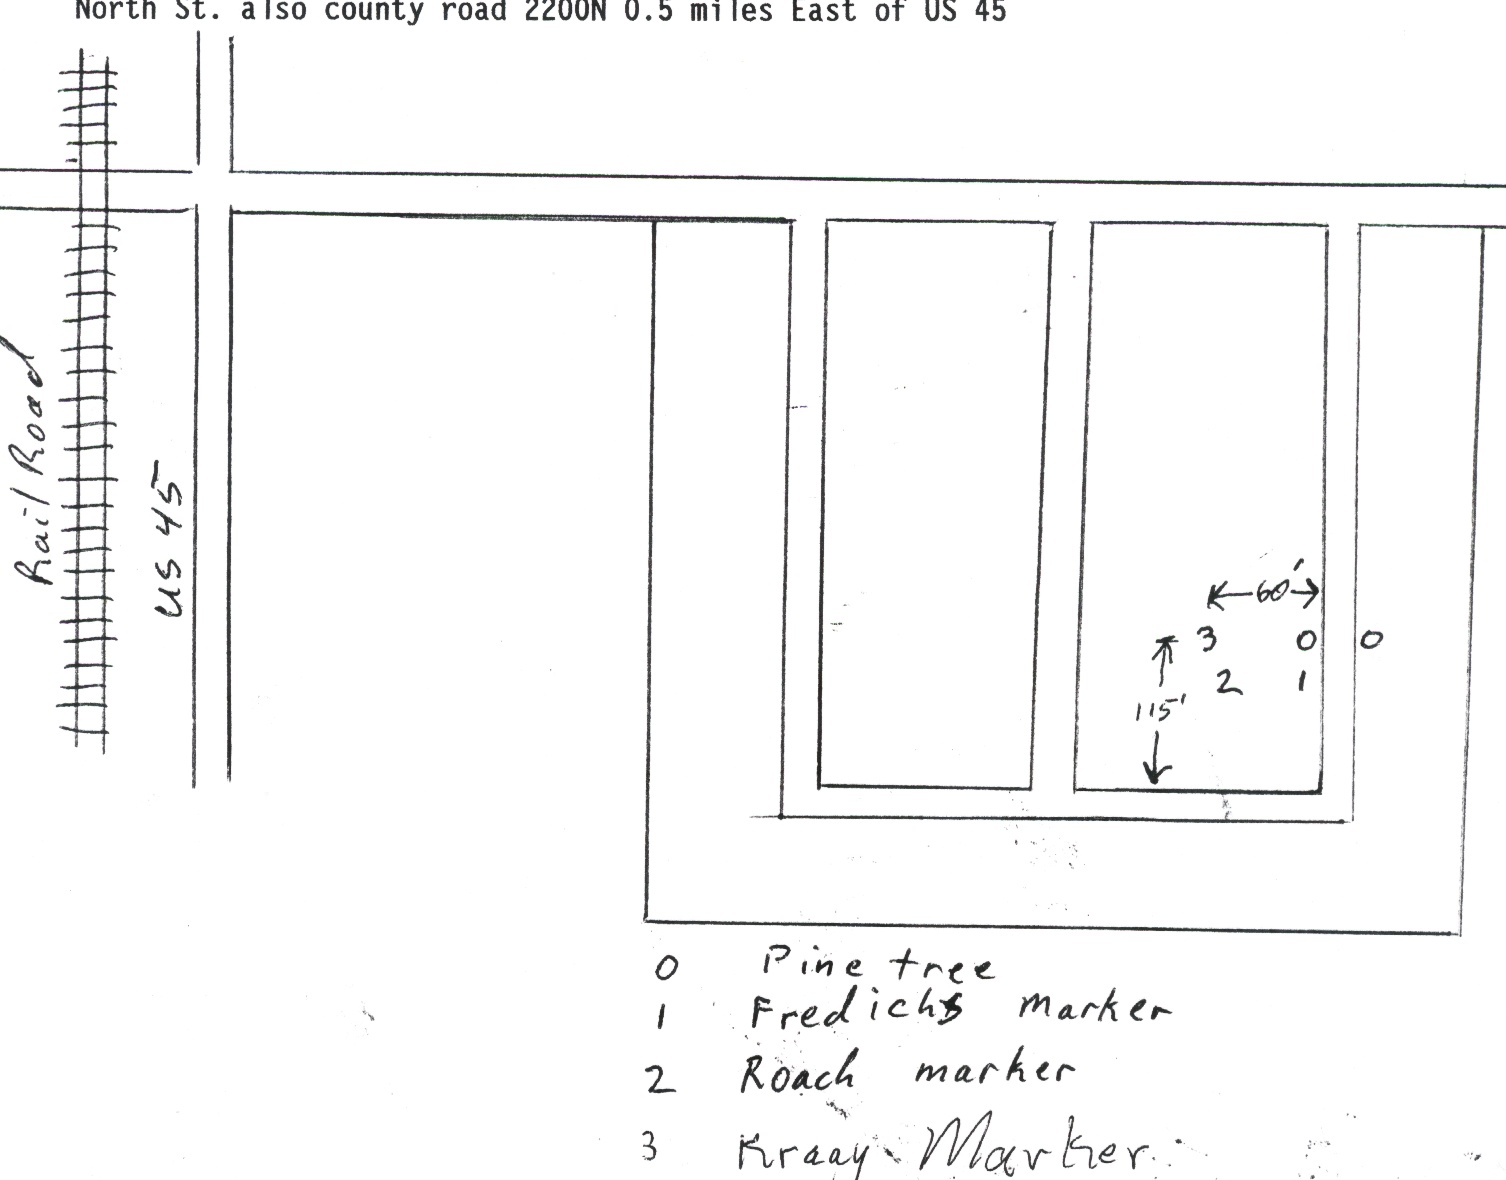 North St. also county road 2200N 0.5 miles East of US 45
Rail Road
US 45
60'
3 0 0
2 1
115'
0 Pine tree
1 Fredichs marker
2 Roach marker
3 Kraay Marker